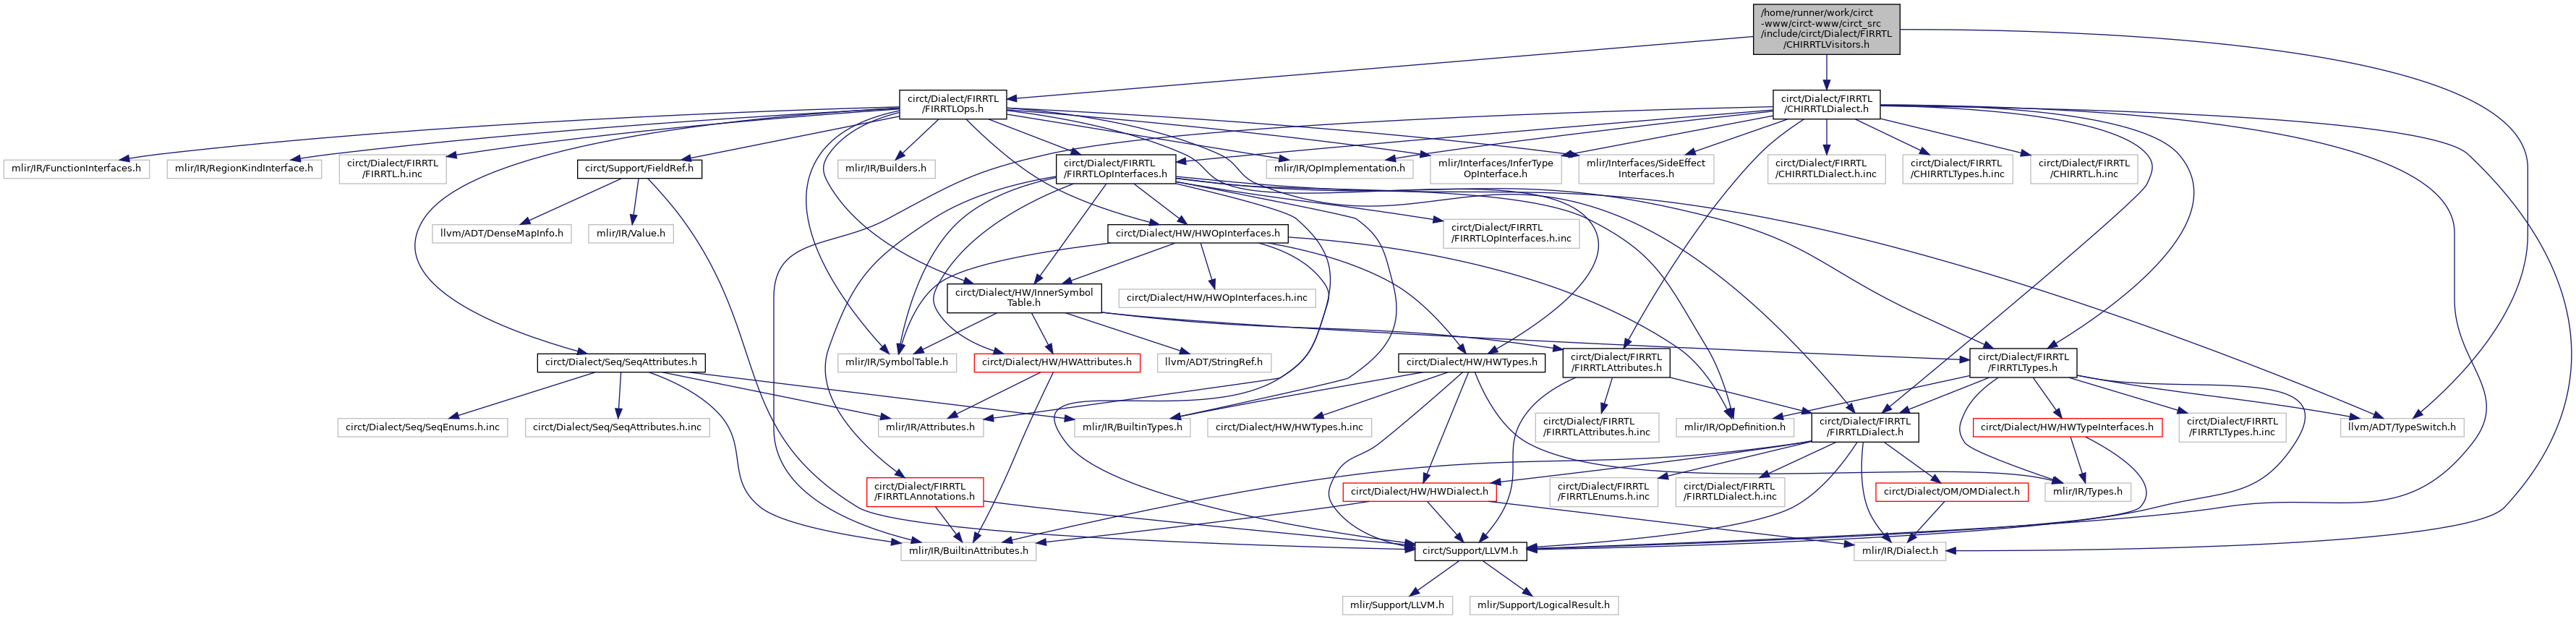 /home/runner/work/circt
-www/circt-www/circt_src
/include/circt/Dialect/FIRRTL
/CHIRRTLVisitors.h
circt/Dialect/FIRRTL
/FIRRTLOps.h
circt/Dialect/FIRRTL
/CHIRRTLDialect.h
mlir/IR/FunctionInterfaces.h
mlir/IR/RegionKindInterface.h
circt/Dialect/FIRRTL
/FIRRTL.h.inc
circt/Support/FieldRef.h
mlir/IR/Builders.h
circt/Dialect/FIRRTL
/FIRRTLOpInterfaces.h
mlir/IR/OpImplementation.h
mlir/Interfaces/InferType
OpInterface.h
mlir/Interfaces/SideEffect
Interfaces.h
circt/Dialect/FIRRTL
/CHIRRTLDialect.h.inc
circt/Dialect/FIRRTL
/CHIRRTLTypes.h.inc
circt/Dialect/FIRRTL
/CHIRRTL.h.inc
llvm/ADT/DenseMapInfo.h
mlir/IR/Value.h
circt/Dialect/HW/HWOpInterfaces.h
circt/Dialect/FIRRTL
/FIRRTLOpInterfaces.h.inc
circt/Dialect/HW/InnerSymbol
Table.h
circt/Dialect/HW/HWOpInterfaces.h.inc
circt/Dialect/Seq/SeqAttributes.h
mlir/IR/SymbolTable.h
circt/Dialect/HW/HWAttributes.h
llvm/ADT/StringRef.h
circt/Dialect/HW/HWTypes.h
circt/Dialect/FIRRTL
/FIRRTLAttributes.h
circt/Dialect/FIRRTL
/FIRRTLTypes.h
circt/Dialect/Seq/SeqEnums.h.inc
circt/Dialect/Seq/SeqAttributes.h.inc
mlir/IR/Attributes.h
mlir/IR/BuiltinTypes.h
circt/Dialect/HW/HWTypes.h.inc
circt/Dialect/FIRRTL
/FIRRTLAttributes.h.inc
mlir/IR/OpDefinition.h
circt/Dialect/FIRRTL
/FIRRTLDialect.h
circt/Dialect/HW/HWTypeInterfaces.h
circt/Dialect/FIRRTL
/FIRRTLTypes.h.inc
llvm/ADT/TypeSwitch.h
circt/Dialect/FIRRTL
/FIRRTLAnnotations.h
circt/Dialect/HW/HWDialect.h
circt/Dialect/FIRRTL
/FIRRTLEnums.h.inc
circt/Dialect/FIRRTL
/FIRRTLDialect.h.inc
circt/Dialect/OM/OMDialect.h
mlir/IR/Types.h
mlir/IR/BuiltinAttributes.h
circt/Support/LLVM.h
mlir/IR/Dialect.h
mlir/Support/LLVM.h
mlir/Support/LogicalResult.h